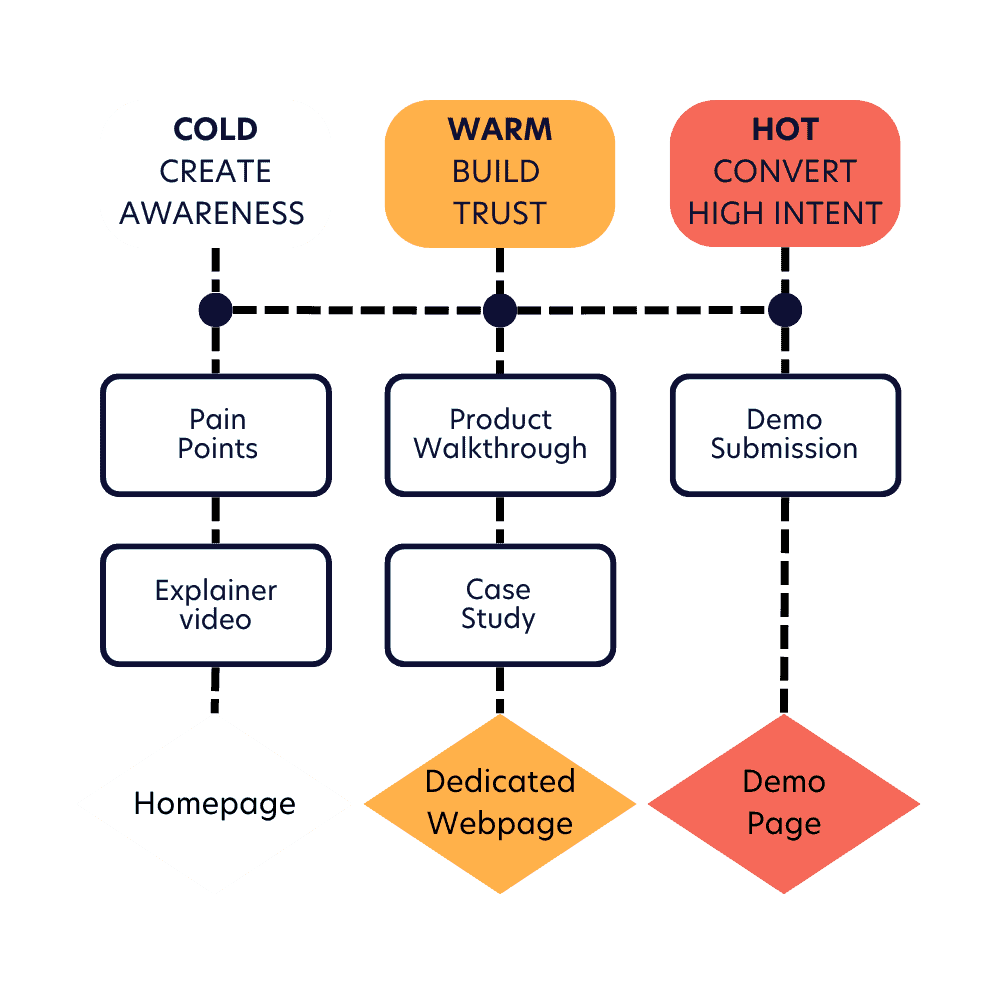 COLD
CREATE
AWARENESS
WARM
BUILD
TRUST
HOT
CONVERT
HIGH INTENT
Pain
Points
Product
Walkthrough
Demo
Submission
Explainer
video
Case
Study
Homepage
Dedicated
Webpage
Demo
Page